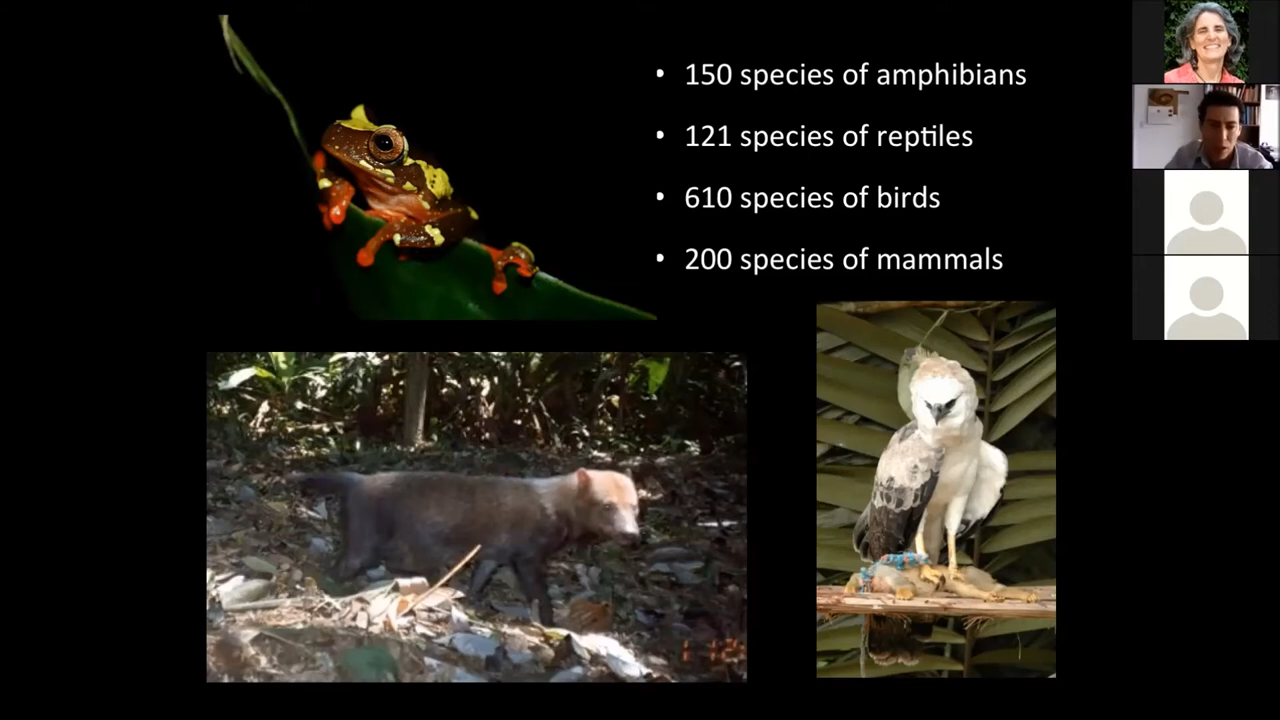 • 150 species of amphibians
• 121 species of reptiles
• 610 species of birds
• 200 species of mammals